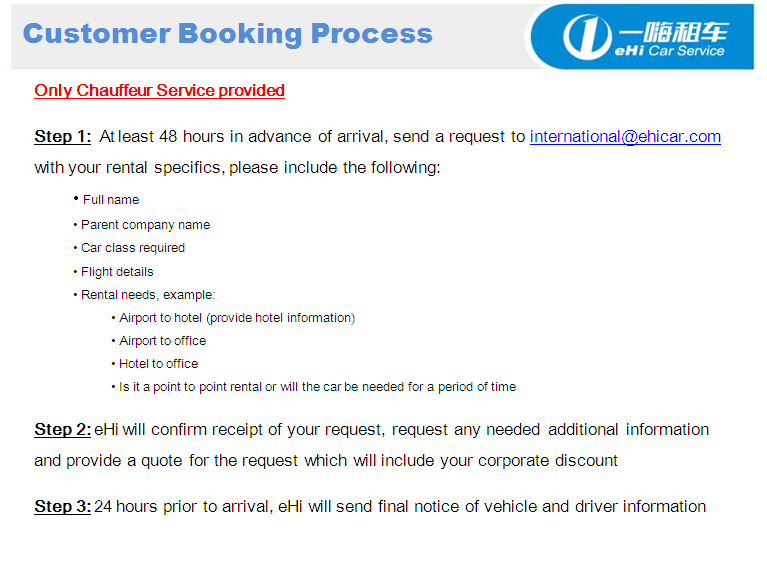 Customer Booking Process
一嗨租车
eHi Car Service
Only Chauffeur Service provided
Step 1: At least 48 hours in advance of arrival, send a request to international@ehicar.com
with your rental specifics, please include the following:
• Full name
• Parent company name
• Car class required
• Flight details
• Rental needs, example:
• Airport to hotel (provide hotel information)
• Airport to office
• Hotel to office
• Is it a point to point rental or will the car be needed for a period of time
Step 2: eHi will confirm receipt of your request, request any needed additional information
and provide a quote for the request which will include your corporate discount
Step 3: 24 hours prior to arrival, eHi will send final notice of vehicle and driver information